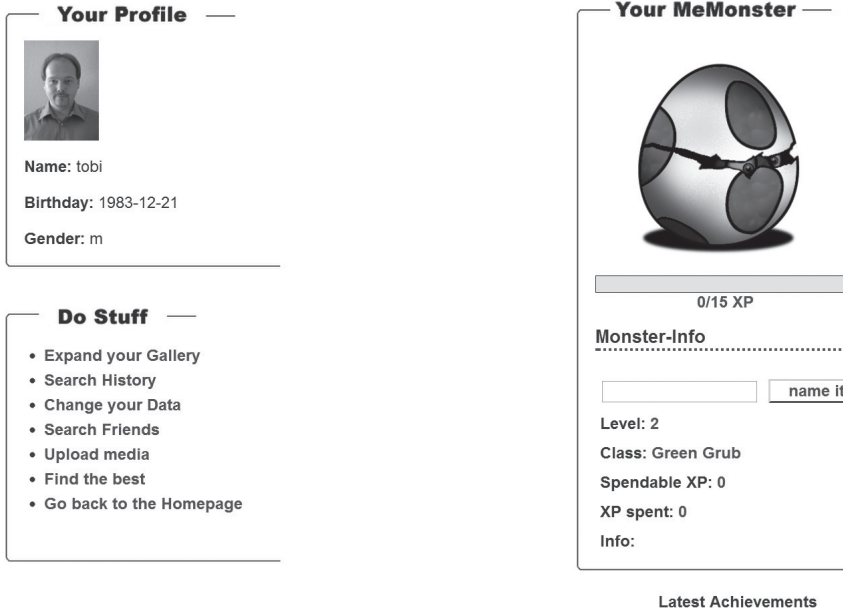 Your Profile
Name: tobi
Birthday: 1983-12-21
Gender: m
Do Stuff
• Expand your Gallery
• Search History
• Change your Data
• Search Friends
• Upload media
• Find the best
• Go back to the Homepage
Your MeMonster
0/15 XP
Monster-Info
name it
Level: 2
Class: Green Grub
Spendable XP: 0
XP spent: 0
Info:
Latest Achievements